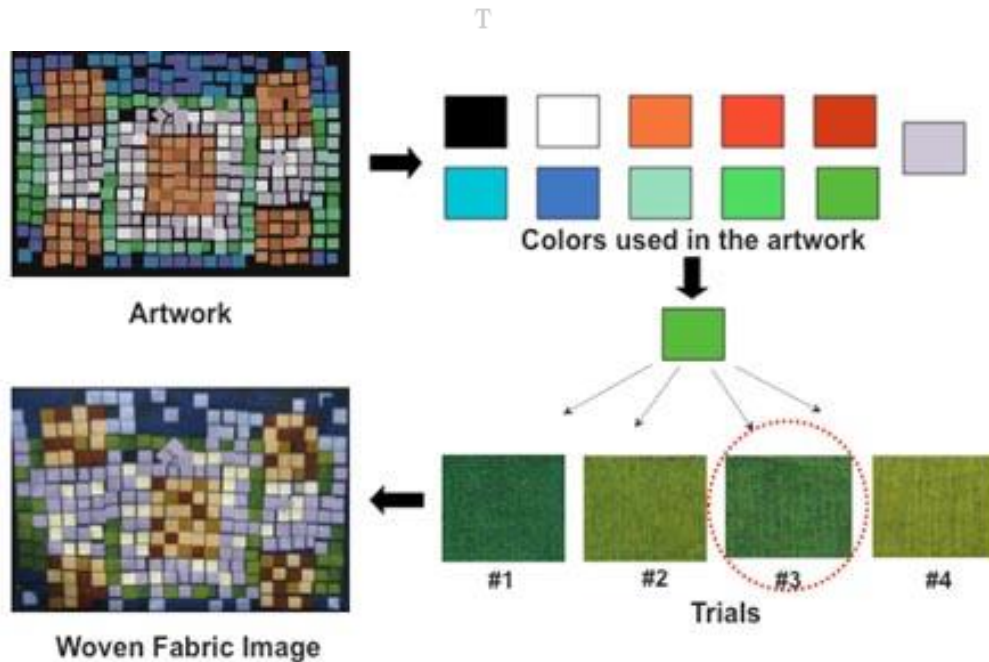 T
Colors used in the artwork
Artwork
#1 #2 #3 #4
Trials
Woven Fabric Image